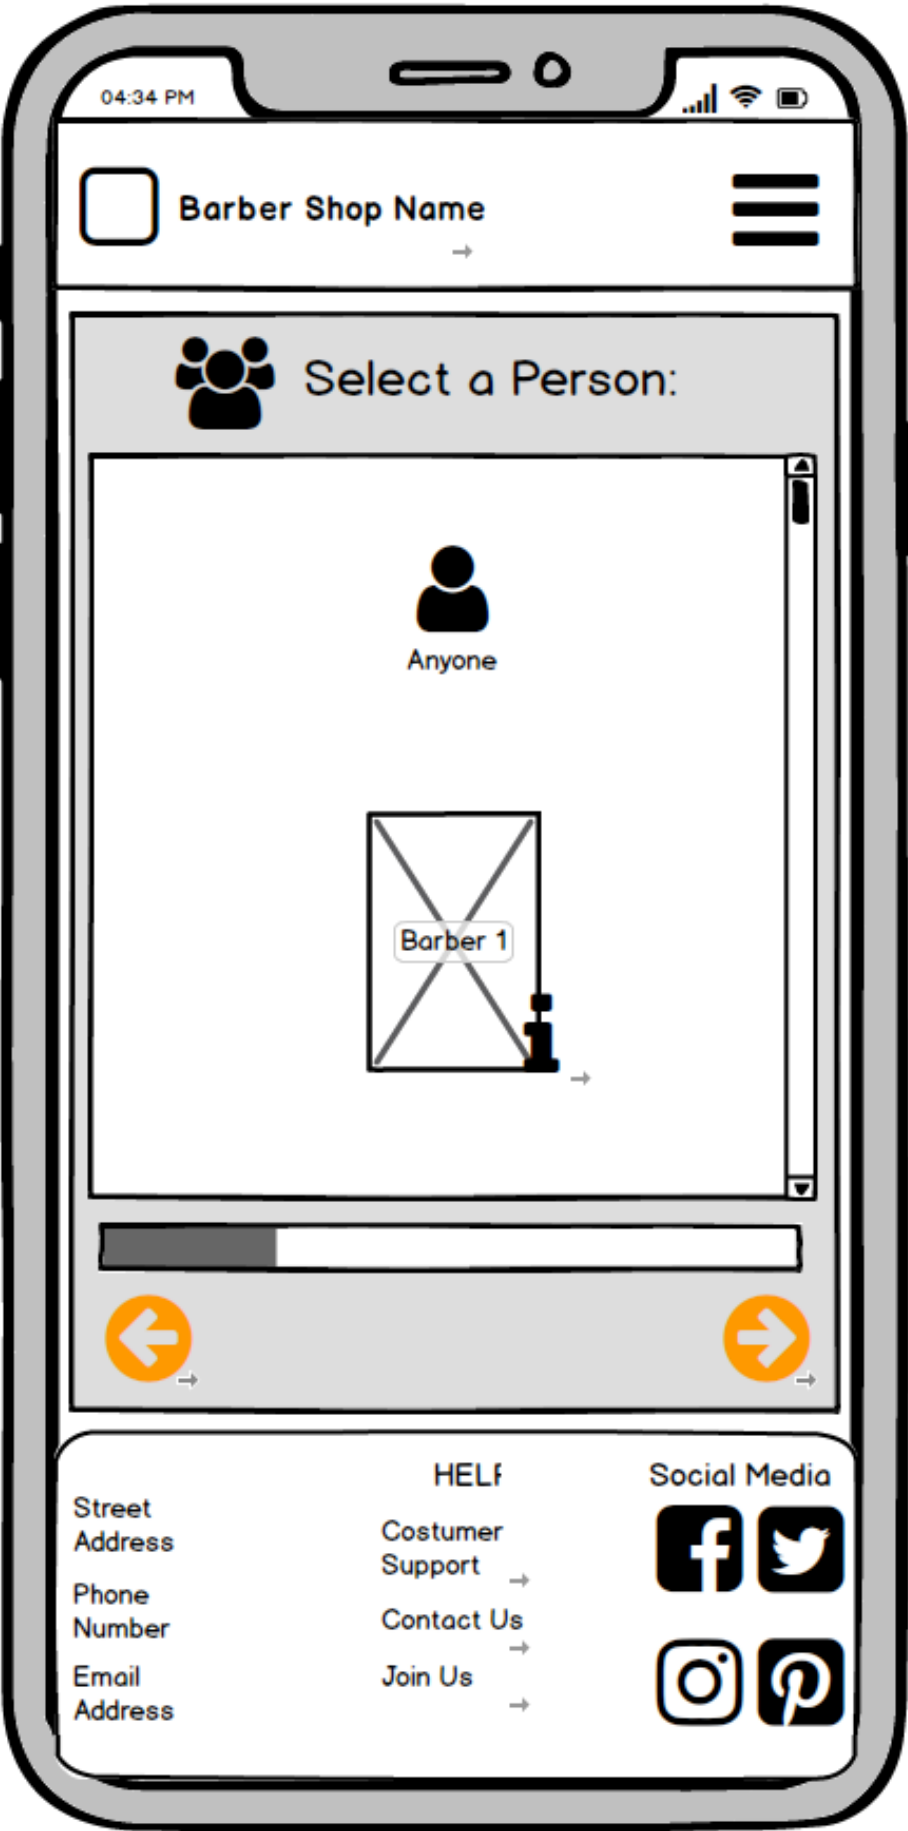 04:34 PM
Barber Shop Name
Select a Person:
Anyone
Barber 1
Street
Address
Phone
Number
Email
Address
HELF
Costumer
Support
Contact Us
Join Us
Social Media